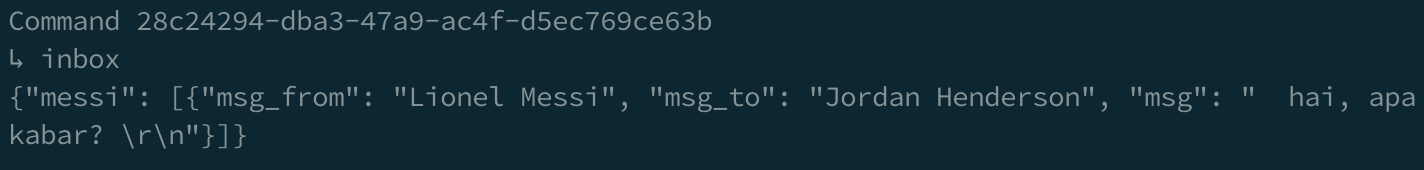 Command 28c24294-dba3-47a9-ac4f-d5ec769ce63b
↳ inbox
{"messi": [{"msg_from": "Lionel Messi", "msg_to": "Jordan Henderson", "msg": "  hai, apa
kabar? \r\n"}]}